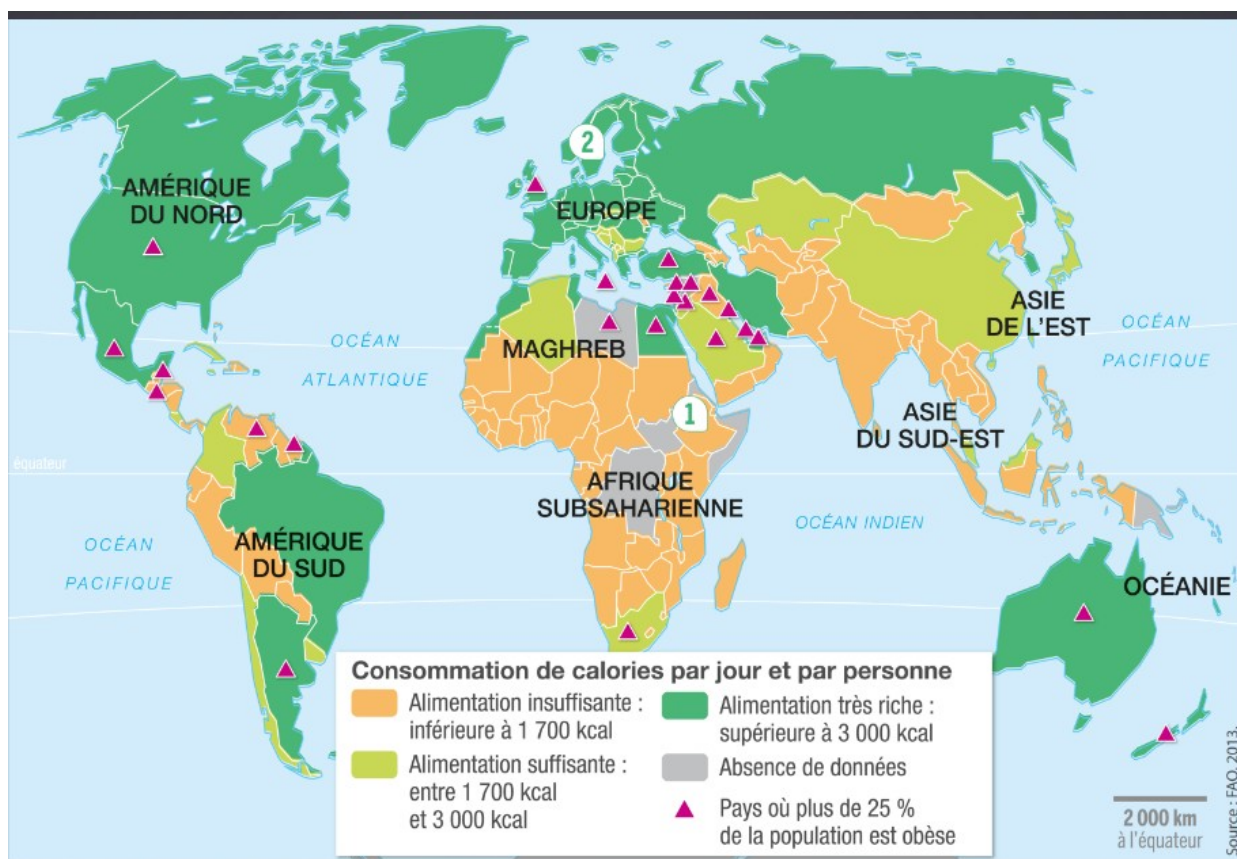 AMÉRIQUE
DU NORD
2
EUROPE
ASIE
DE L'EST
OCÉAN
PACIFIQUE
OCÉAN
ATLANTIQUE
MAGHREB
1
ASIE
DU SUD-EST
équateur
AFRIQUE
SUBSAHARIENNE
OCÉAN INDIEN
OCÉAN
PACIFIQUE
AMÉRIQUE
DU SUD
OCÉANIE
Consommation de calories par jour et par personne
Alimentation insuffisante :
inférieure à 1 700 kcal
Alimentation suffisante :
entre 1 700 kcal
et 3 000 kcal
Alimentation très riche :
supérieure à 3 000 kcal
Absence de données
Pays où plus de 25 %
de la population est obèse
2 000 km
à l'équateur
Source : FAO, 2013.